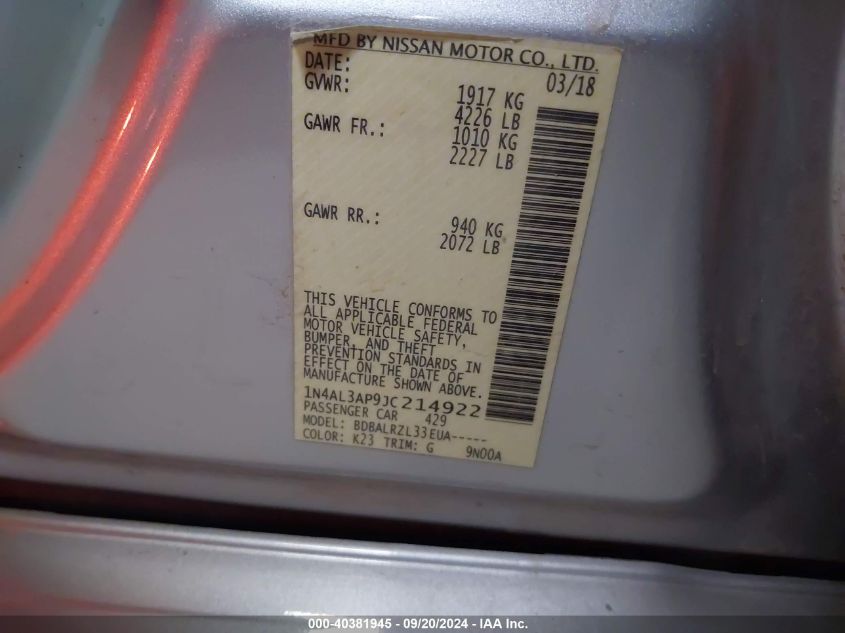 MFD BY NISSAN MOTOR CO., LTD.
DATE: 03/18
GVWR: 1917 KG
4226 LB
GAWR FR.: 1010 KG
2227 LB
GAWR RR.: 940 KG
2072 LB
THIS VEHICLE CONFORMS TO
ALL APPLICABLE FEDERAL
MOTOR VEHICLE SAFETY,
BUMPER, AND THEFT
PREVENTION STANDARDS IN
EFFECT ON THE DATE OF
MANUFACTURE SHOWN ABOVE.
1N4AL3AP9JC214922
PASSENGER CAR 429
MODEL: BDBALRZL33EUA-----
COLOR: K23 TRIM: G 9N00A
000-40381945 - 09/20/2024 - IAA Inc.